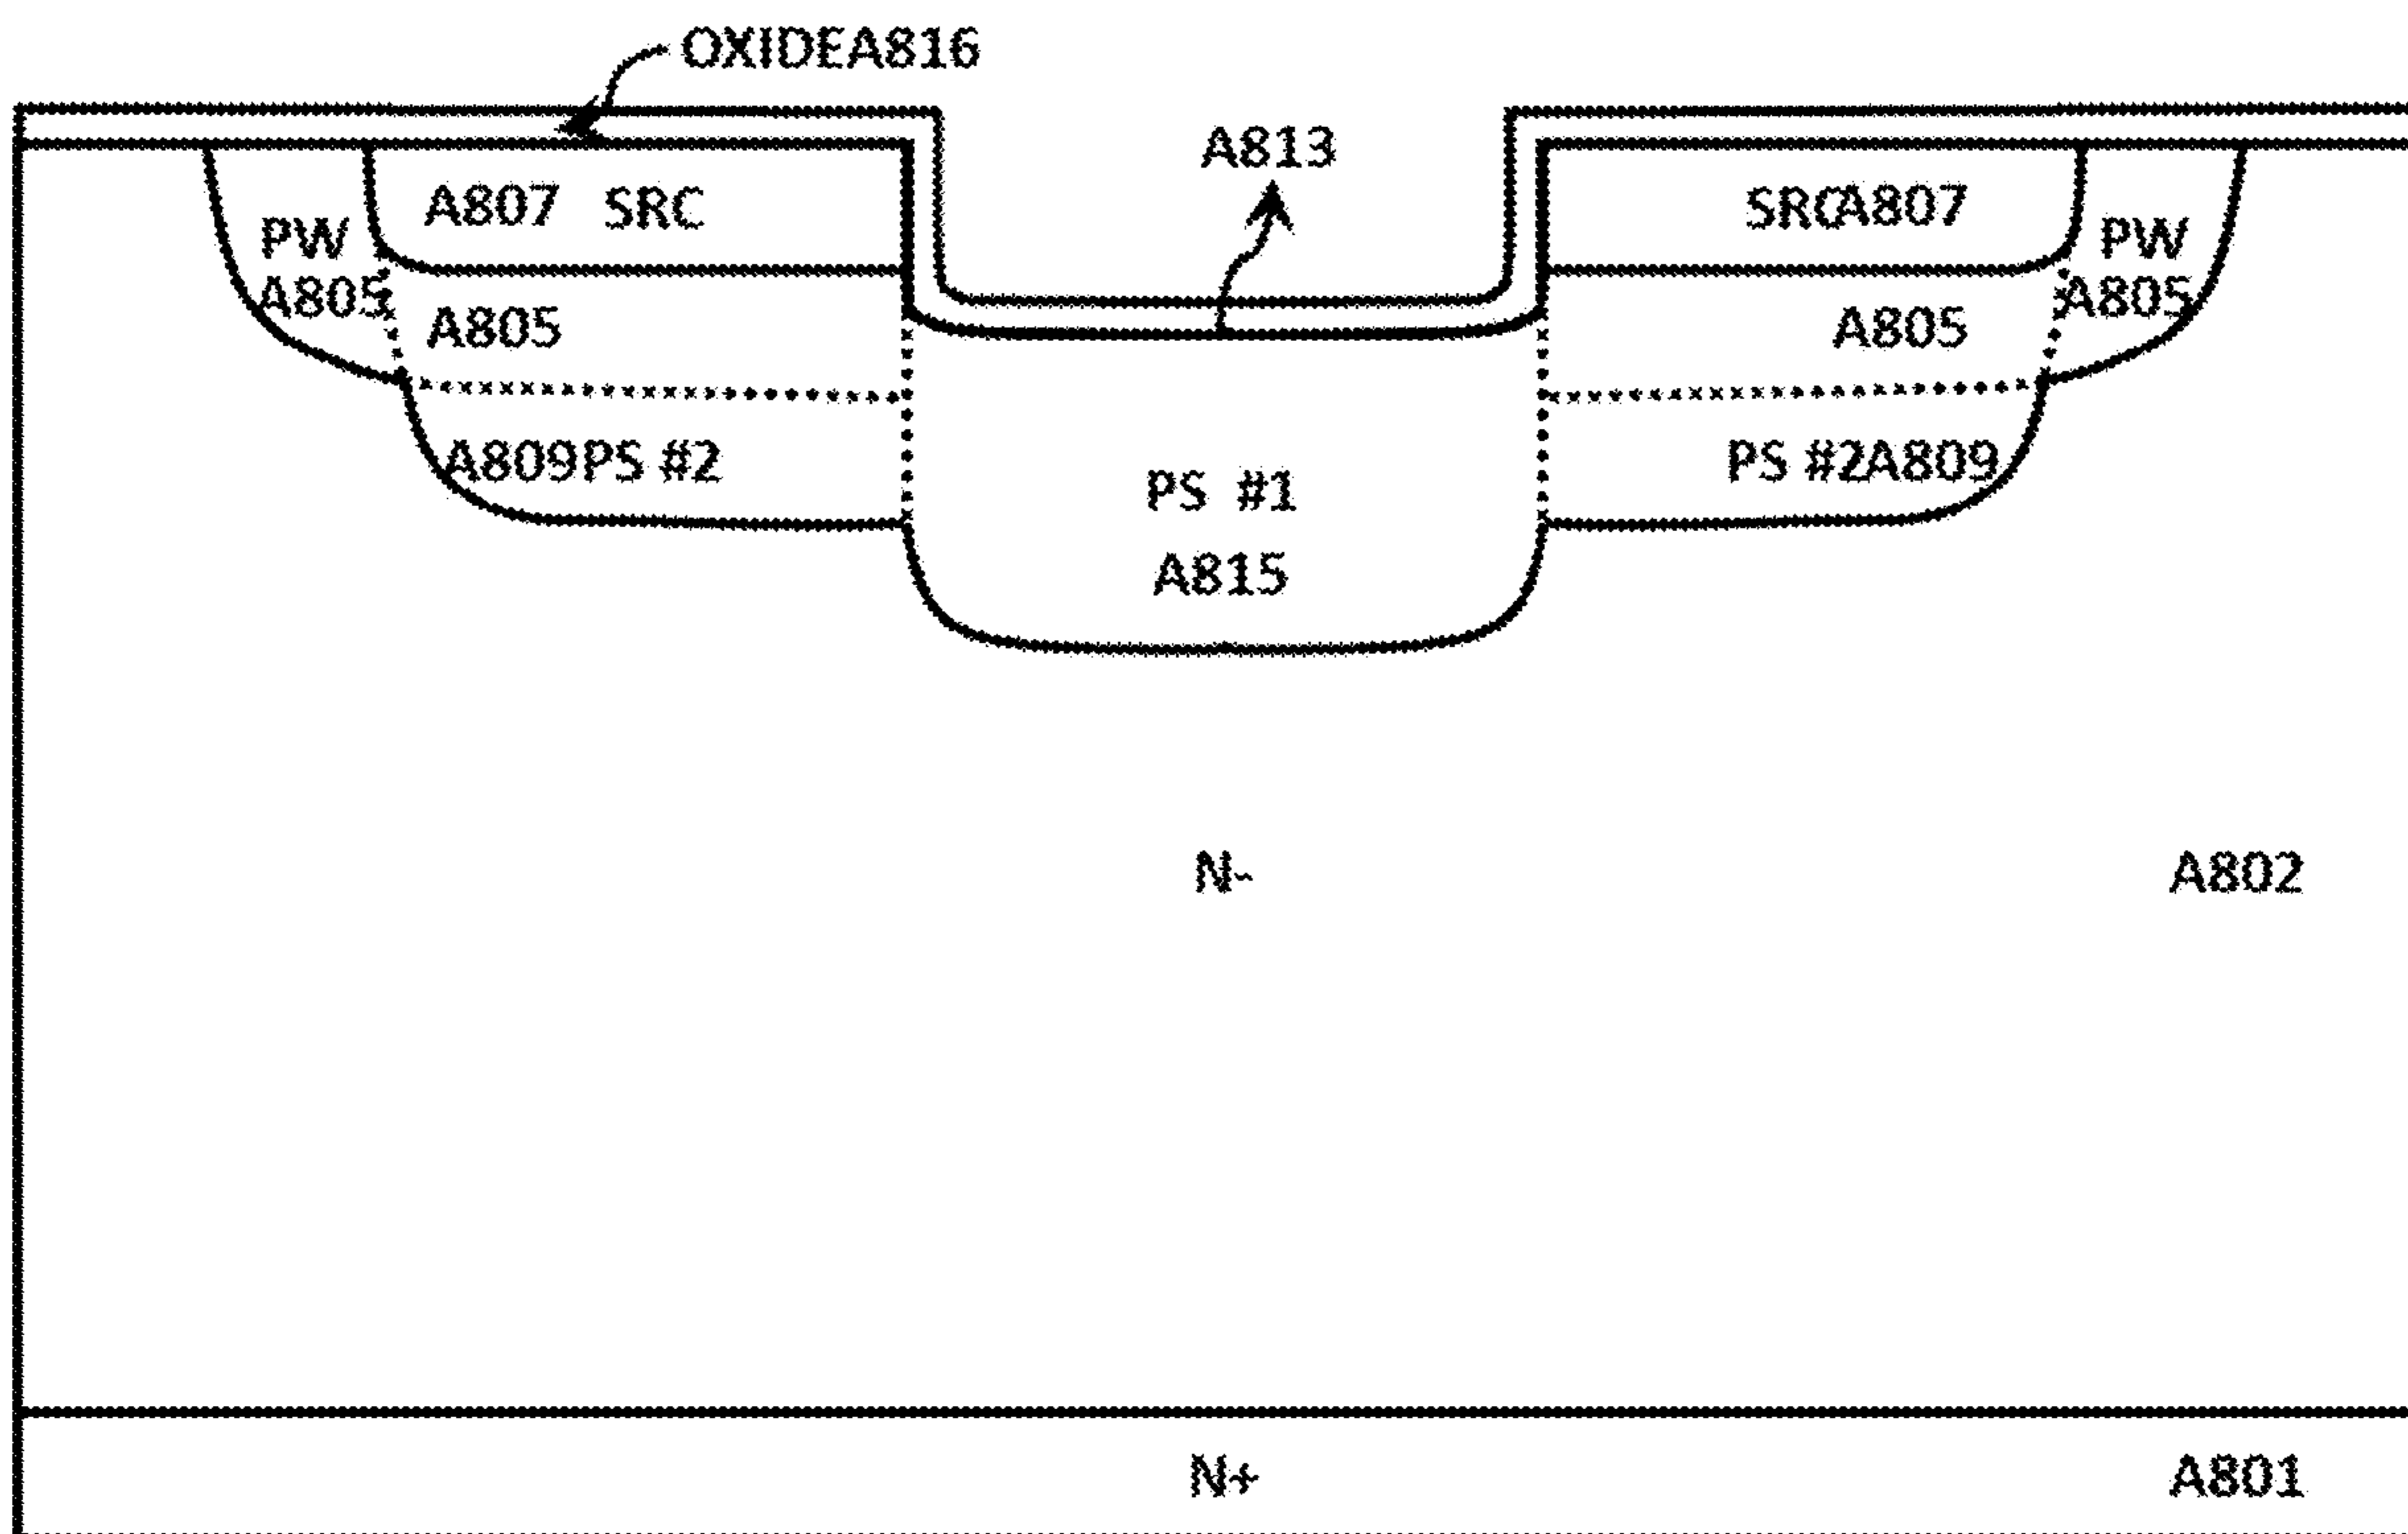 OXIDEA816
A813
A807 SRC
SRCA807
PW
A805
PW
A805
A805
A805
A809PS #2
PS #2A809
PS #1
A815
N-
A802
N+
A801